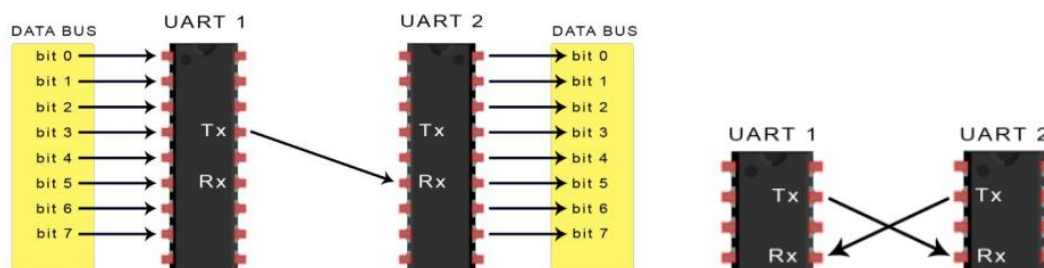 UART 1
UART 2
DATA BUS
DATA BUS
bit 0
bit 0
bit 1
bit 1
bit 2
bit 2
bit 3
Tx
Tx
bit 3
UART 1
UART 2
bit 4
bit 4
bit 5
Rx
Rx
bit 5
Tx
Tx
bit 6
bit 6
bit 7
bit 7
Rx
Rx